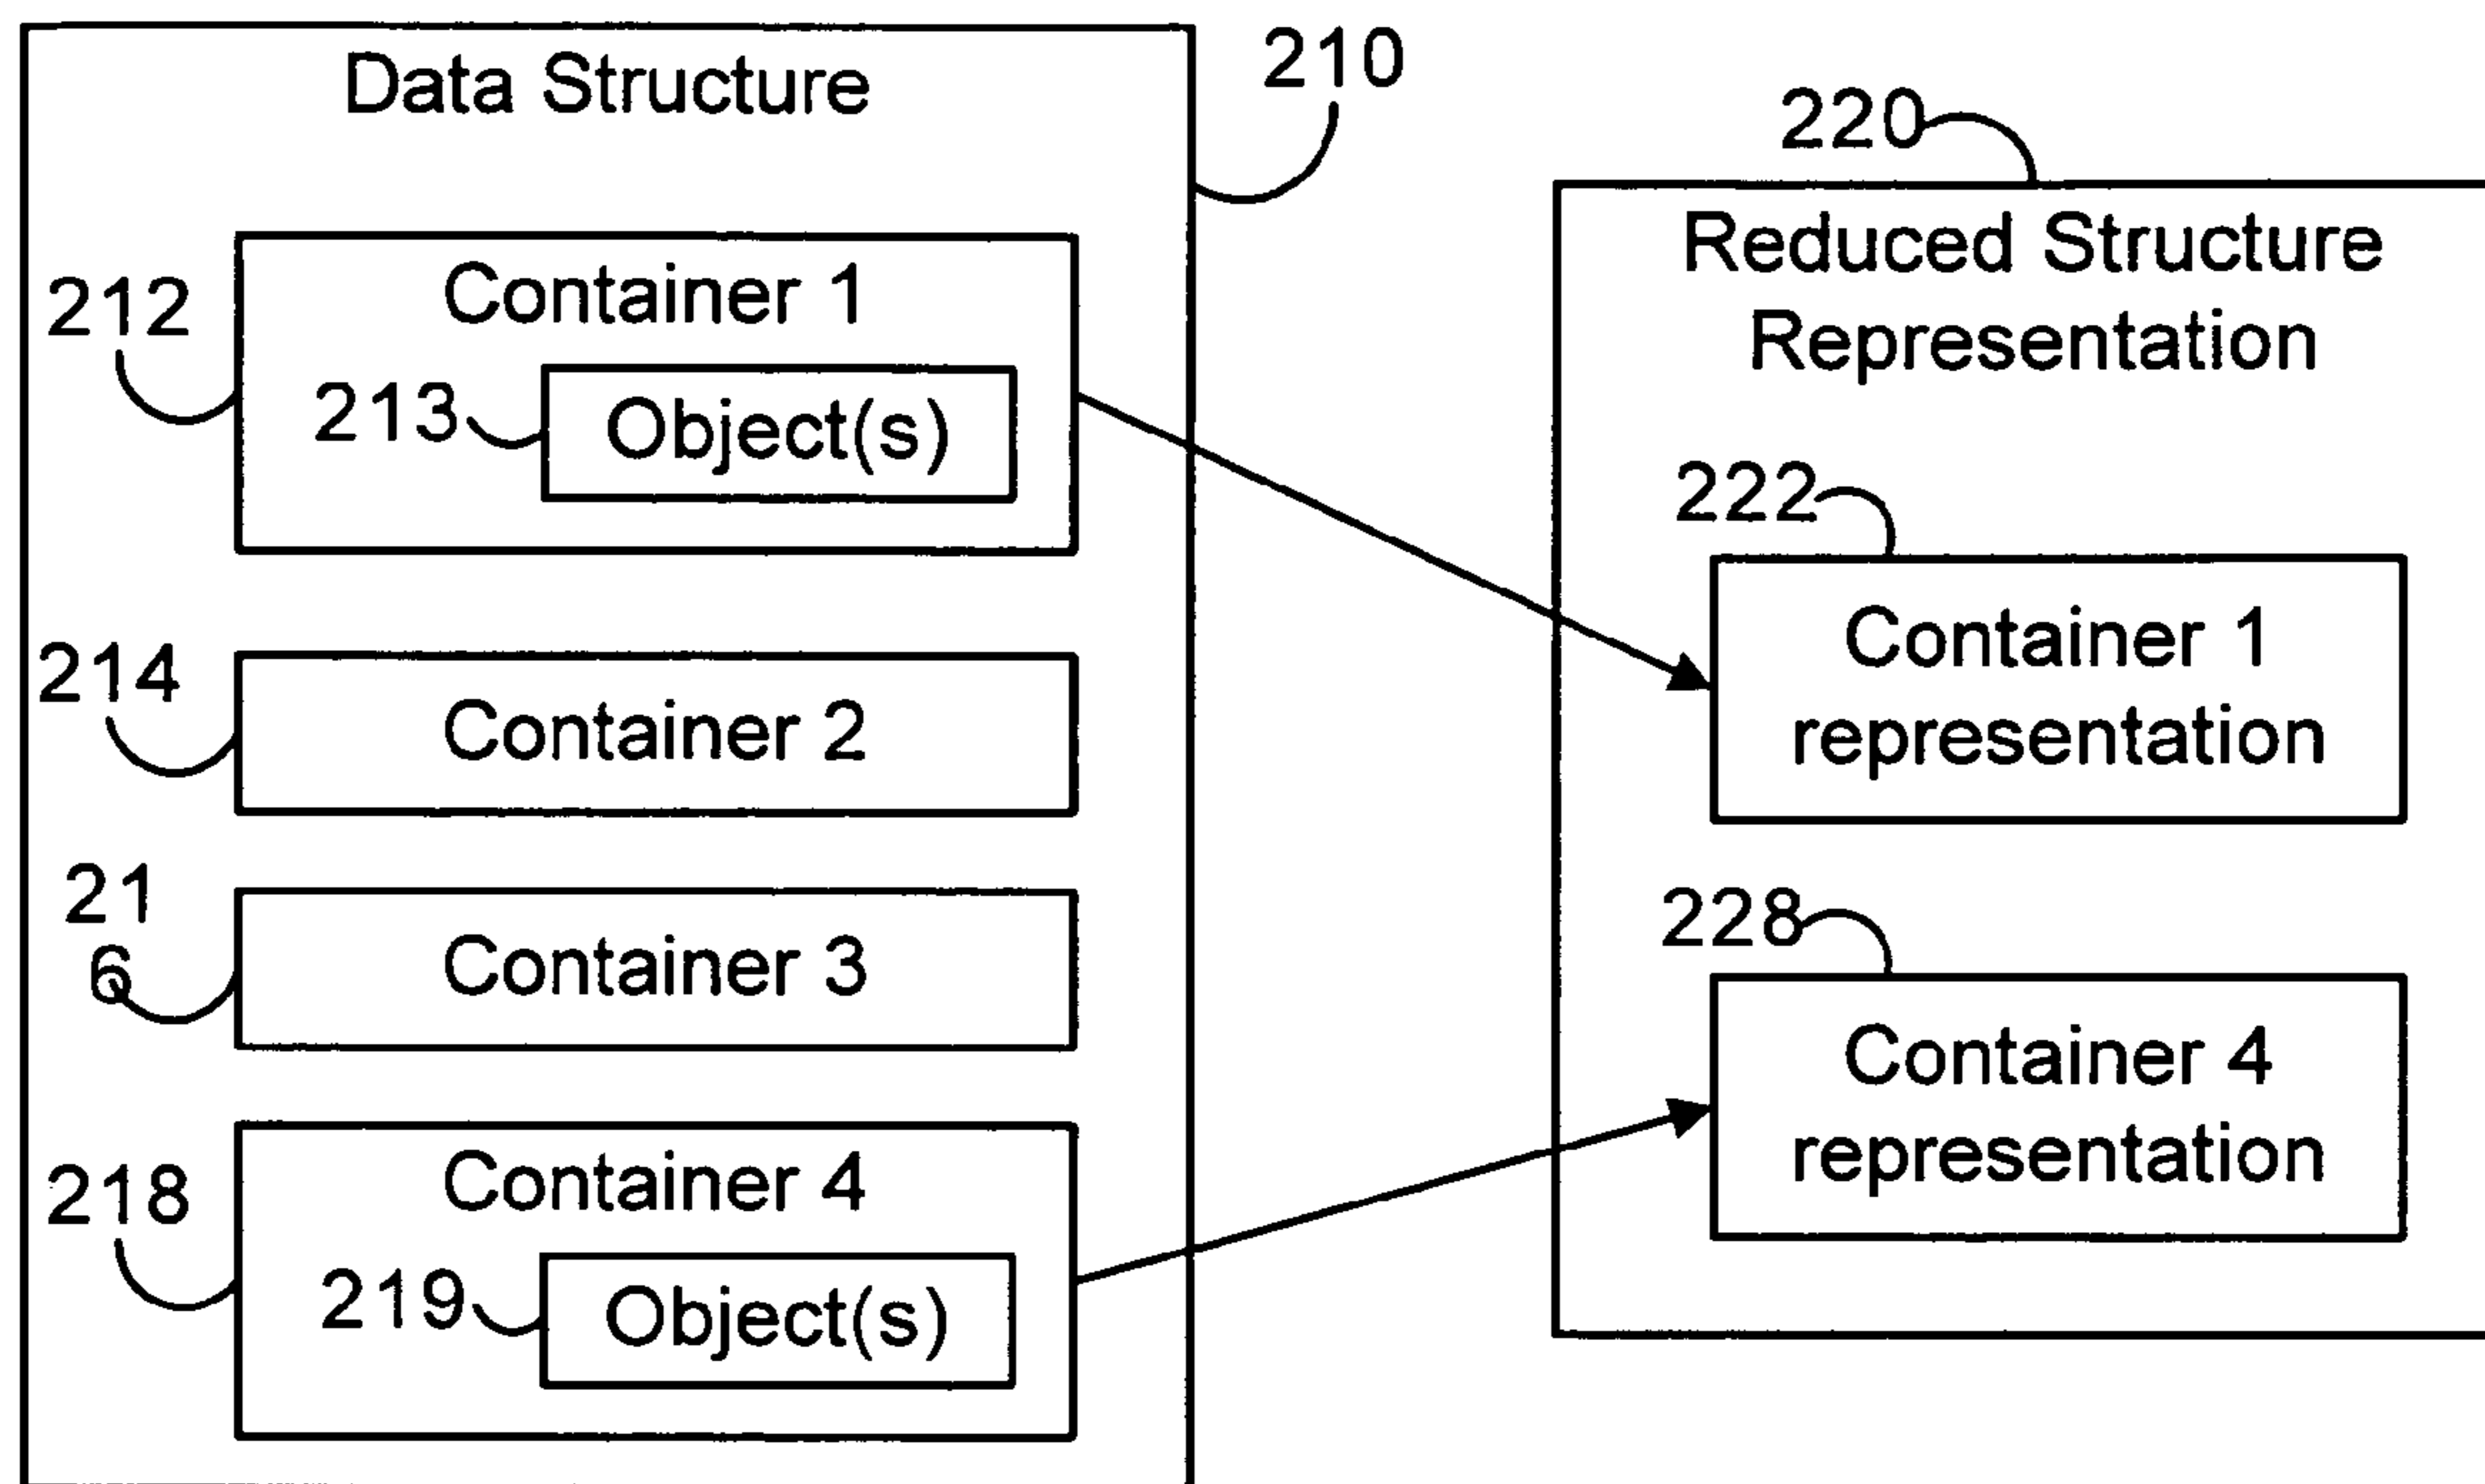 Data Structure
210
212
Container 1
213
Object(s)
214
Container 2
21
6
Container 3
218
Container 4
219
Object(s)
220
Reduced Structure
Representation
222
Container 1
representation
228
Container 4
representation